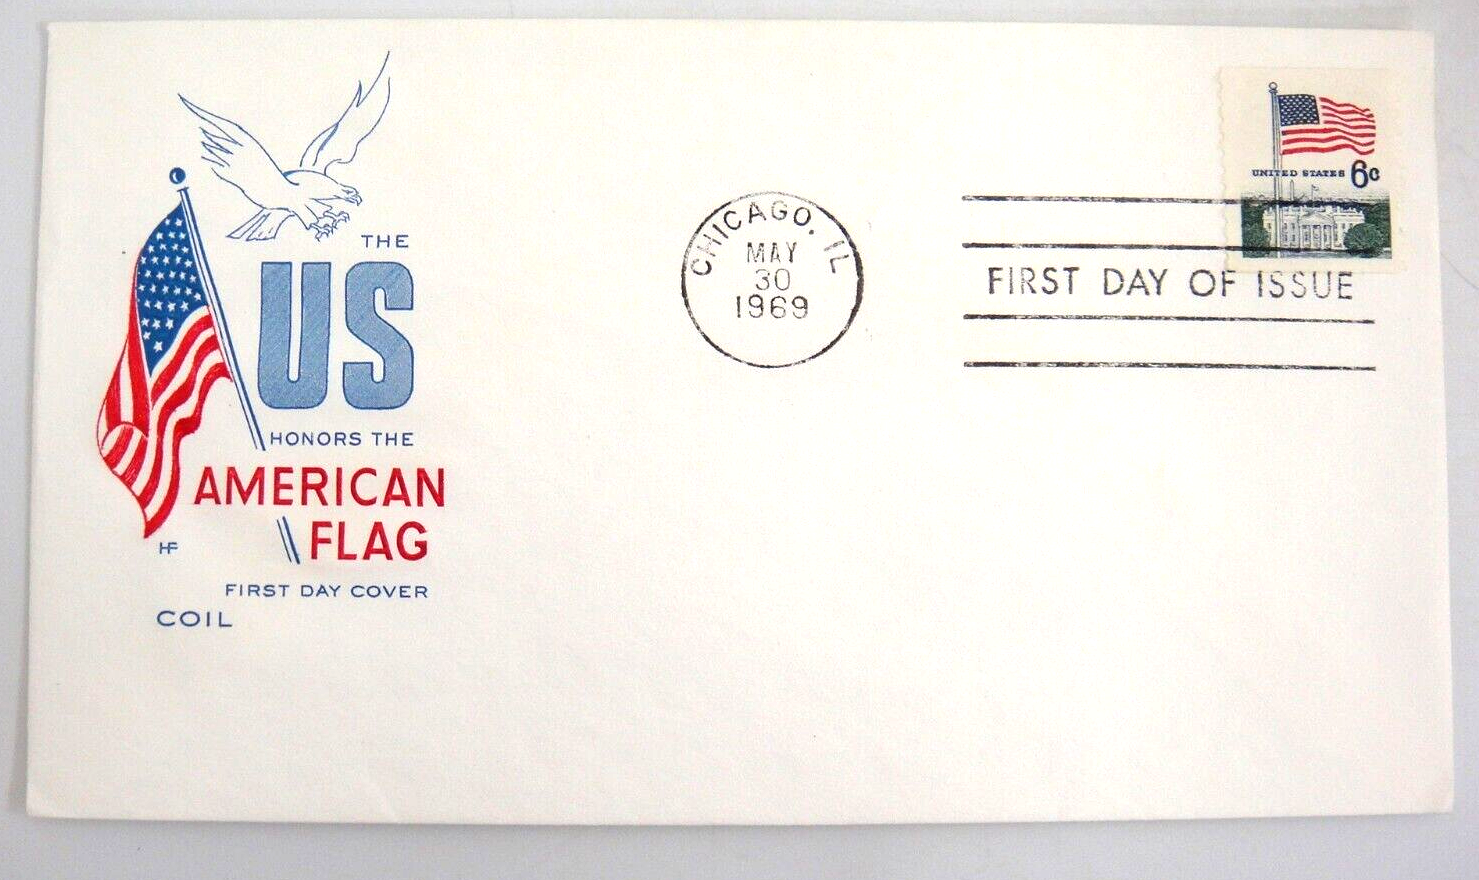 THE
US
HONORS THE
AMERICAN
FLAG
HF
FIRST DAY COVER
COIL
CHICAGO, IL
MAY
30
1969
UNITED STATES 6c
FIRST DAY OF ISSUE